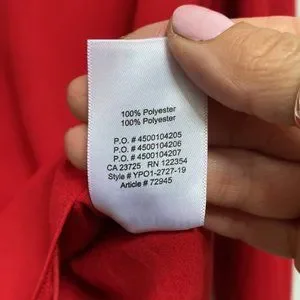 100% Polyester
100% Polyester
P.O. # 4500104205
P.O. # 4500104206
P.O. # 4500104207
CA 23725 RN 122354
Style # YPO1-2727-19
Article # 72945